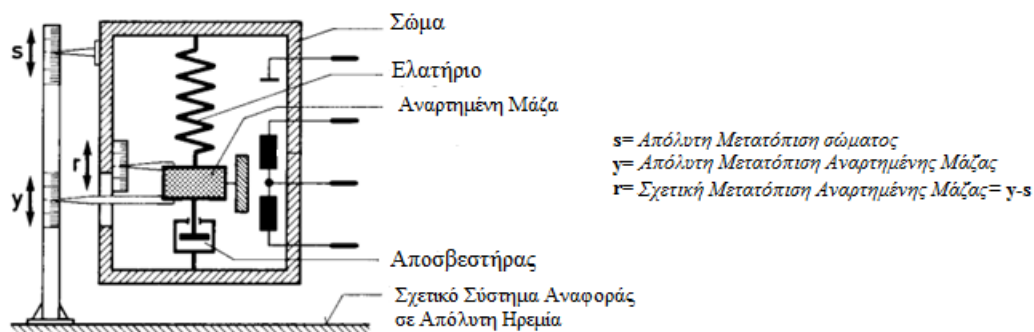 s
r
y
Σώμα
Ελατήριο
Αναρτημένη Μάζα
Αποσβεστήρας
Σχετικό Σύστημα Αναφοράς
σε Απόλυτη Ηρεμία
s= Απόλυτη Μετατόπιση σώματος
y= Απόλυτη Μετατόπιση Αναρτημένης Μάζας
r= Σχετική Μετατόπιση Αναρτημένης Μάζας= y-s